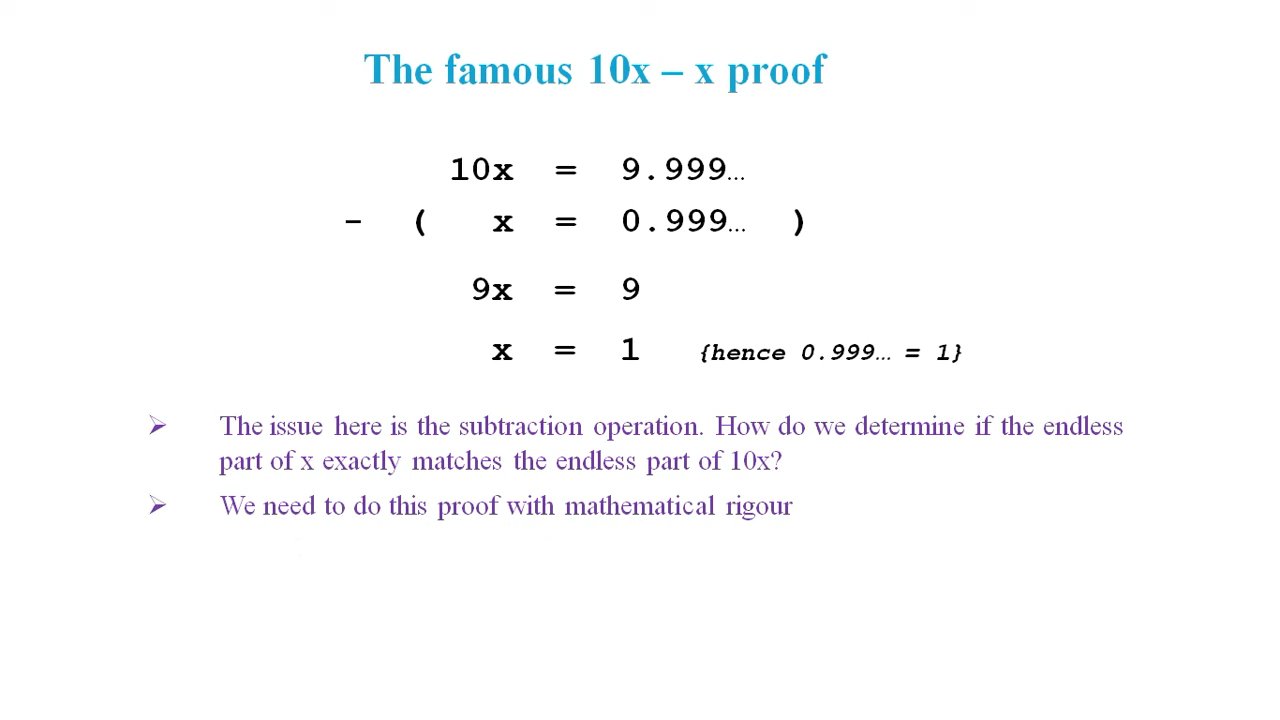 The famous 10x – x proof
10x = 9.999…
- ( x = 0.999… )
9x = 9
x = 1 {hence 0.999… = 1}
➢ The issue here is the subtraction operation. How do we determine if the endless
part of x exactly matches the endless part of 10x?
➢ We need to do this proof with mathematical rigour